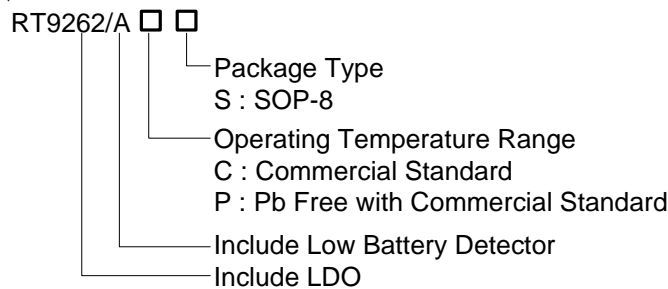 RT9262/A
Package Type
S : SOP-8
Operating Temperature Range
C : Commercial Standard
P : Pb Free with Commercial Standard
Include Low Battery Detector
Include LDO